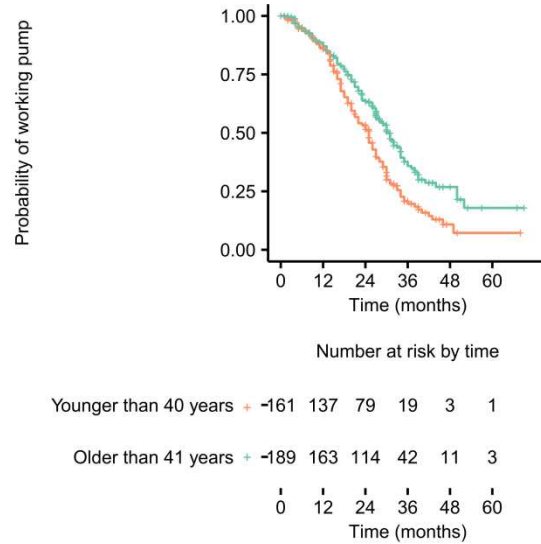 Probability of working pump
1.00
0.75
0.50
0.25
0.00
0 12 24 36 48 60
Time (months)
Number at risk by time
Younger than 40 years 161 137 79 19 3 1
Older than 41 years 189 163 114 42 11 3
0 12 24 36 48 60
Time (months)